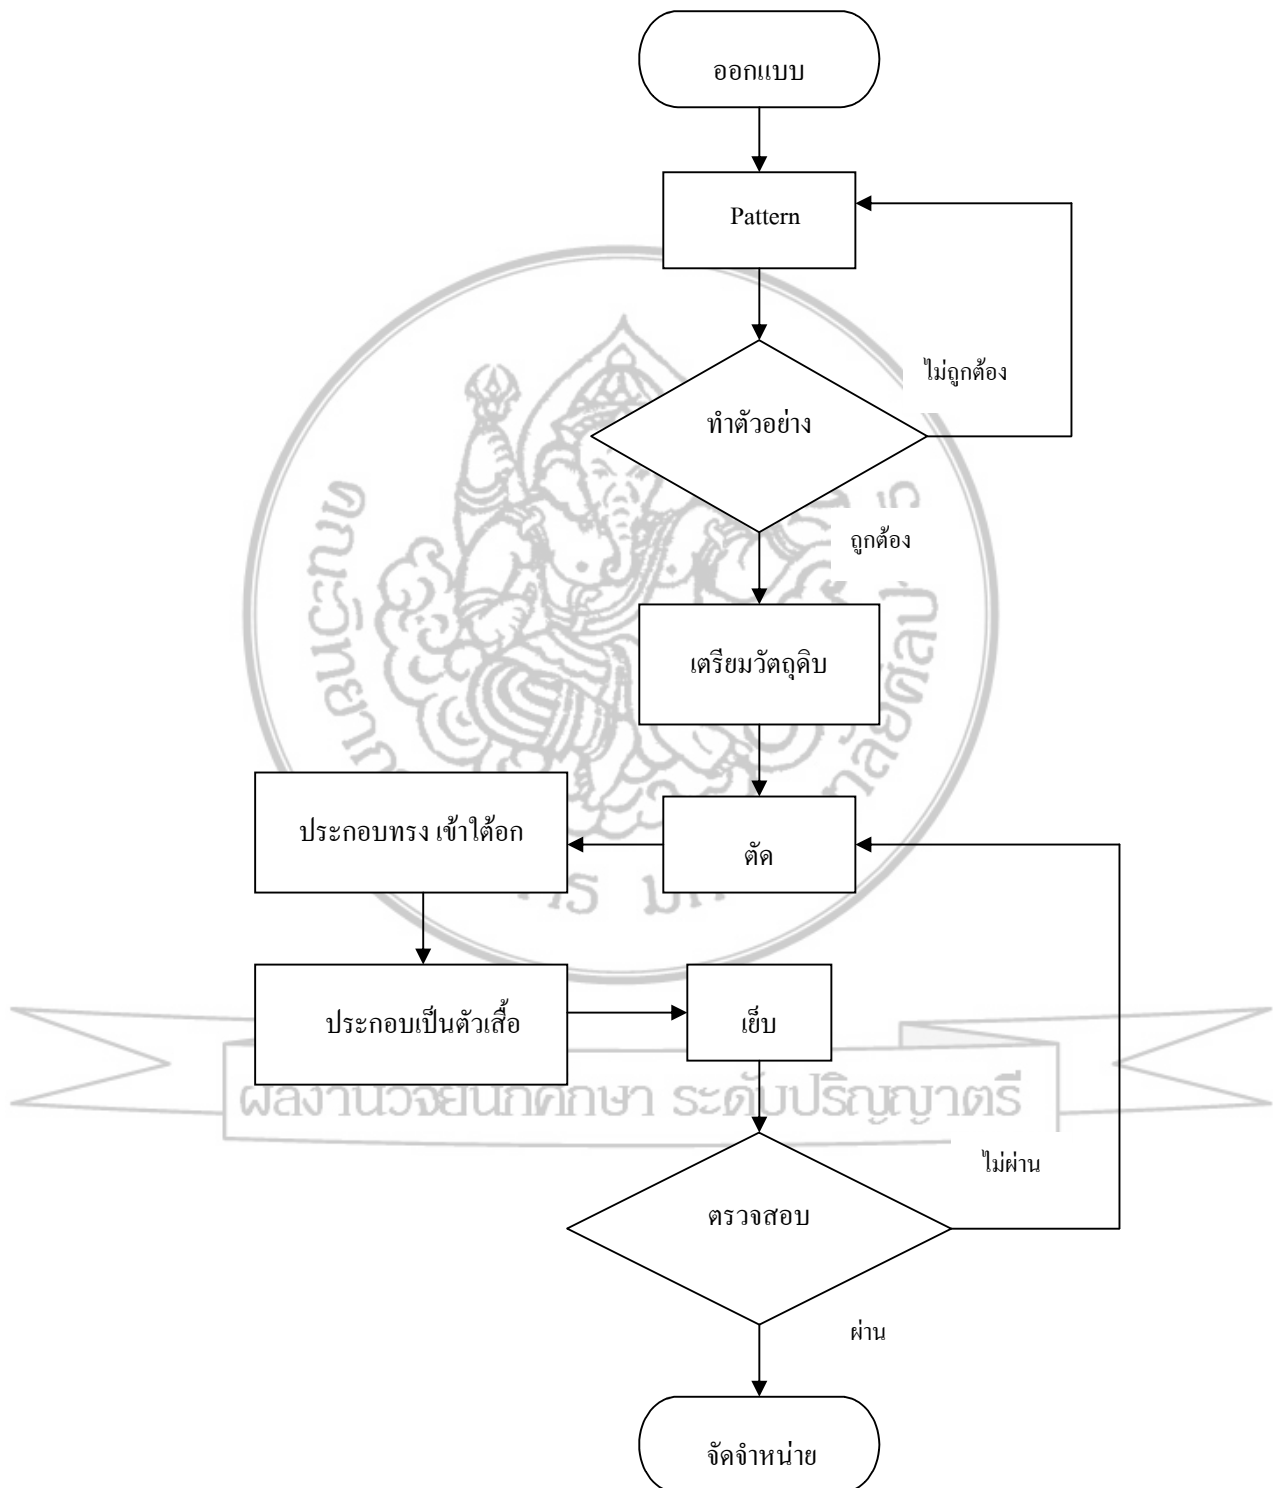 ออกแบบ
Pattern
ไม่ถูกต้อง
ทำตัวอย่าง
ถูกต้อง
เตรียมวัตถุดิบ
ประกอบทรง เข้าใต้อก
ตัด
ประกอบเป็นตัวเสื้อ
เย็บ
ผลงานวิจัยนักศึกษา ระดับปริญญาตรี
ไม่ผ่าน
ตรวจสอบ
ผ่าน
จัดจำหน่าย